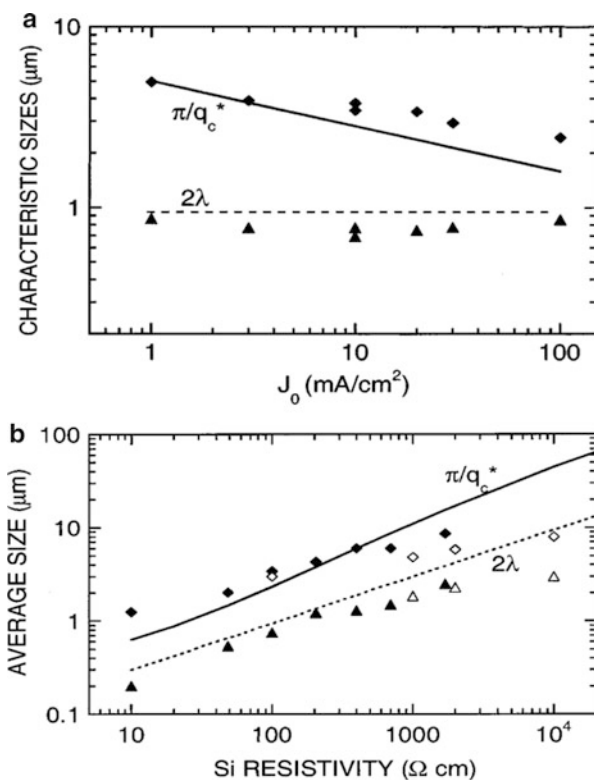 a
10
1
CHARACTERISTIC SIZES (μm)
π/q_c*
2λ
1 10 100
J₀ (mA/cm²)
b
100
10
1
0.1
AVERAGE SIZE (μm)
π/q_c*
2λ
10 100 1000 10⁴
Si RESISTIVITY (Ω cm)